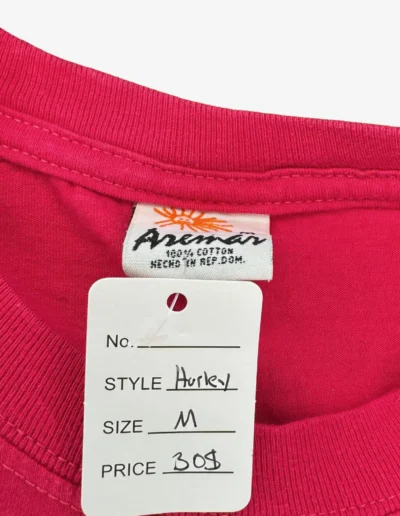 Aremar
100% COTTON
HECHO EN REP.DOM.
No.
STYLE Hurley
SIZE M
PRICE 30$